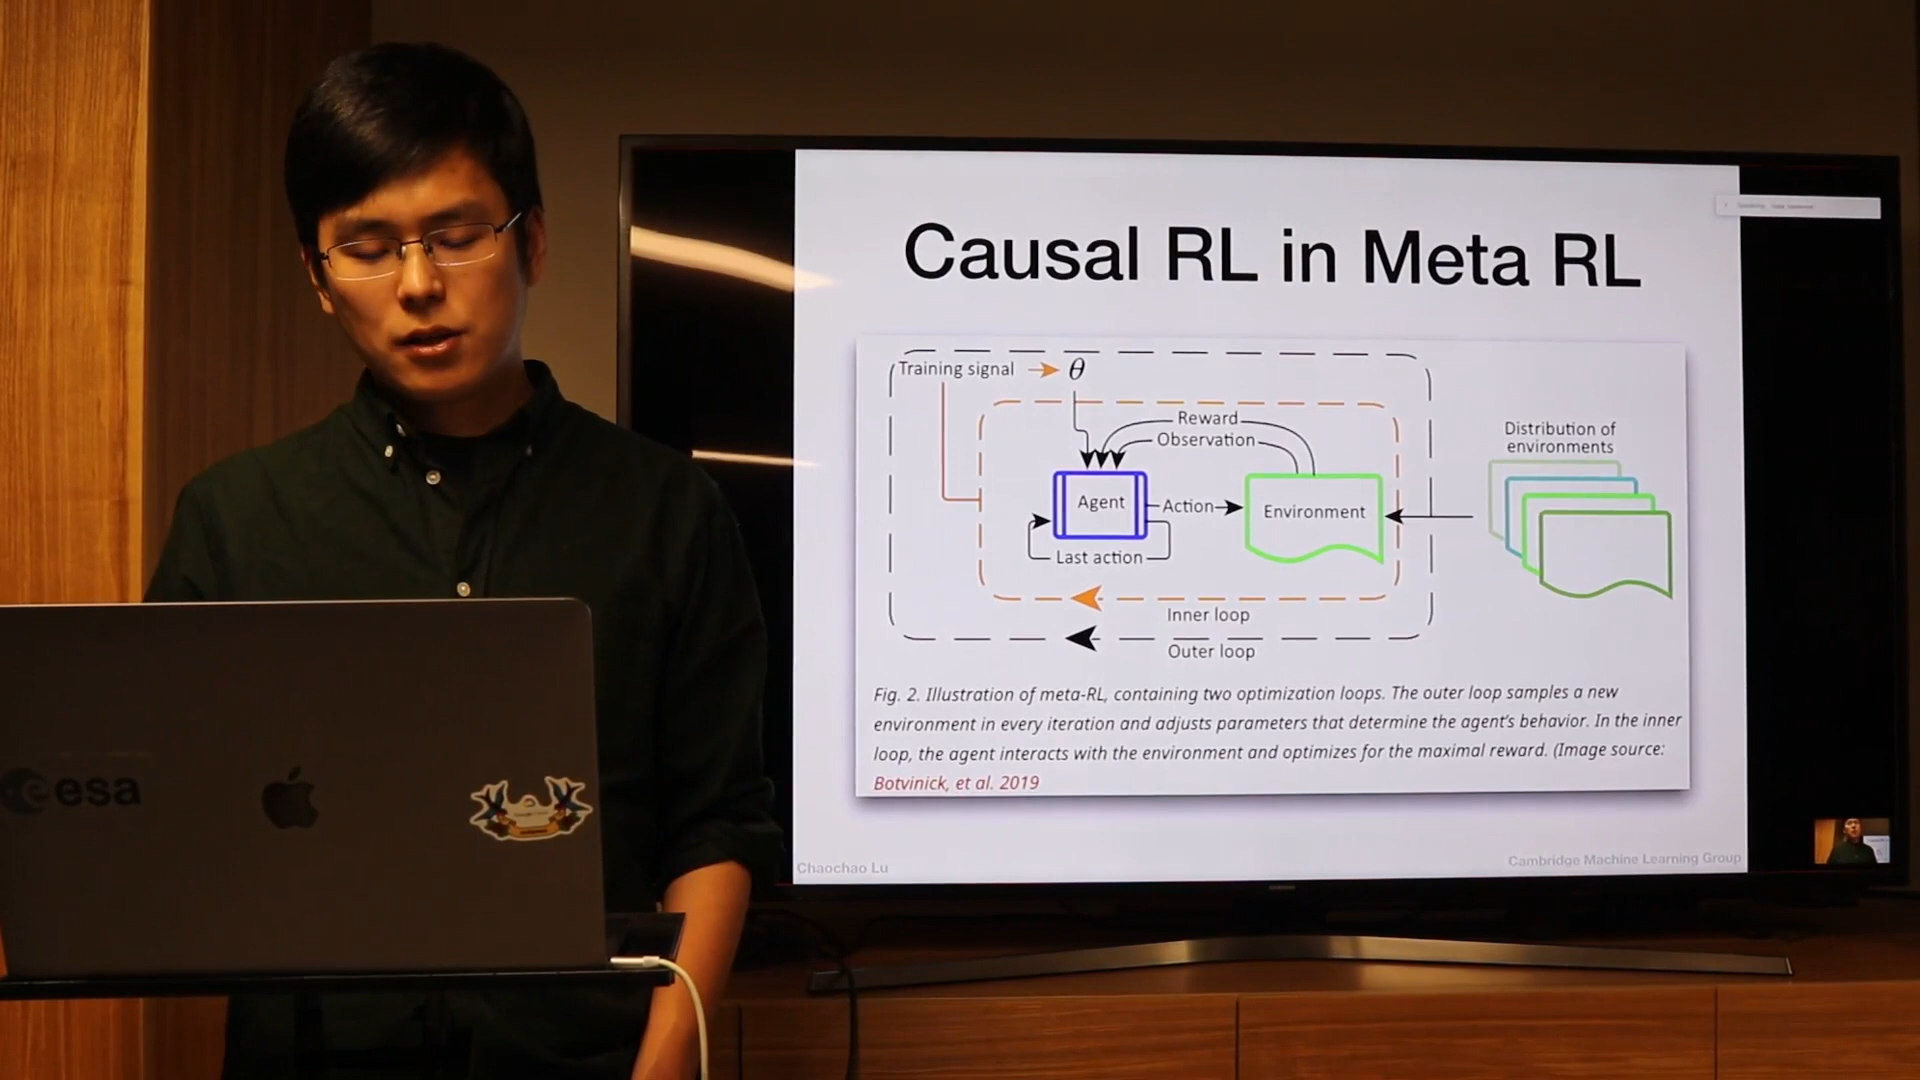 Causal RL in Meta RL
Training signal
θ
Reward
Observation
Distribution of
environments
Agent
Action
Environment
Last action
Inner loop
Outer loop
Fig. 2. Illustration of meta-RL, containing two optimization loops. The outer loop samples a new
environment in every iteration and adjusts parameters that determine the agent's behavior. In the inner
loop, the agent interacts with the environment and optimizes for the maximal reward. (Image source:
Botvinick, et al. 2019
Chaochao Lu
Cambridge Machine Learning Group
esa